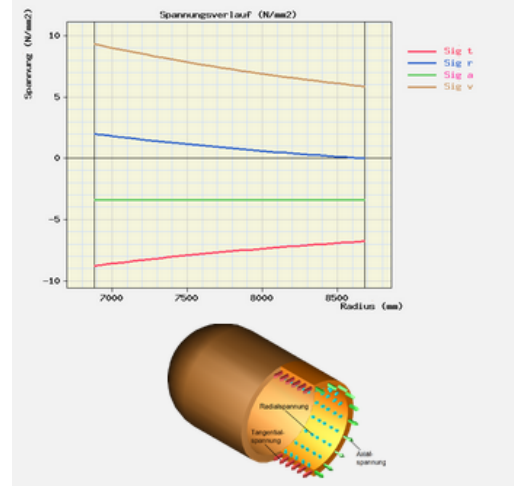 Spannungsverlauf (N/mm2)
Spannung (N/mm2)
10
5
0
-5
-10
7000 7500 8000 8500
Radius (mm)
Sig t
Sig r
Sig a
Sig v
Radialspannung
Tangential-
spannung
Axial-
spannung